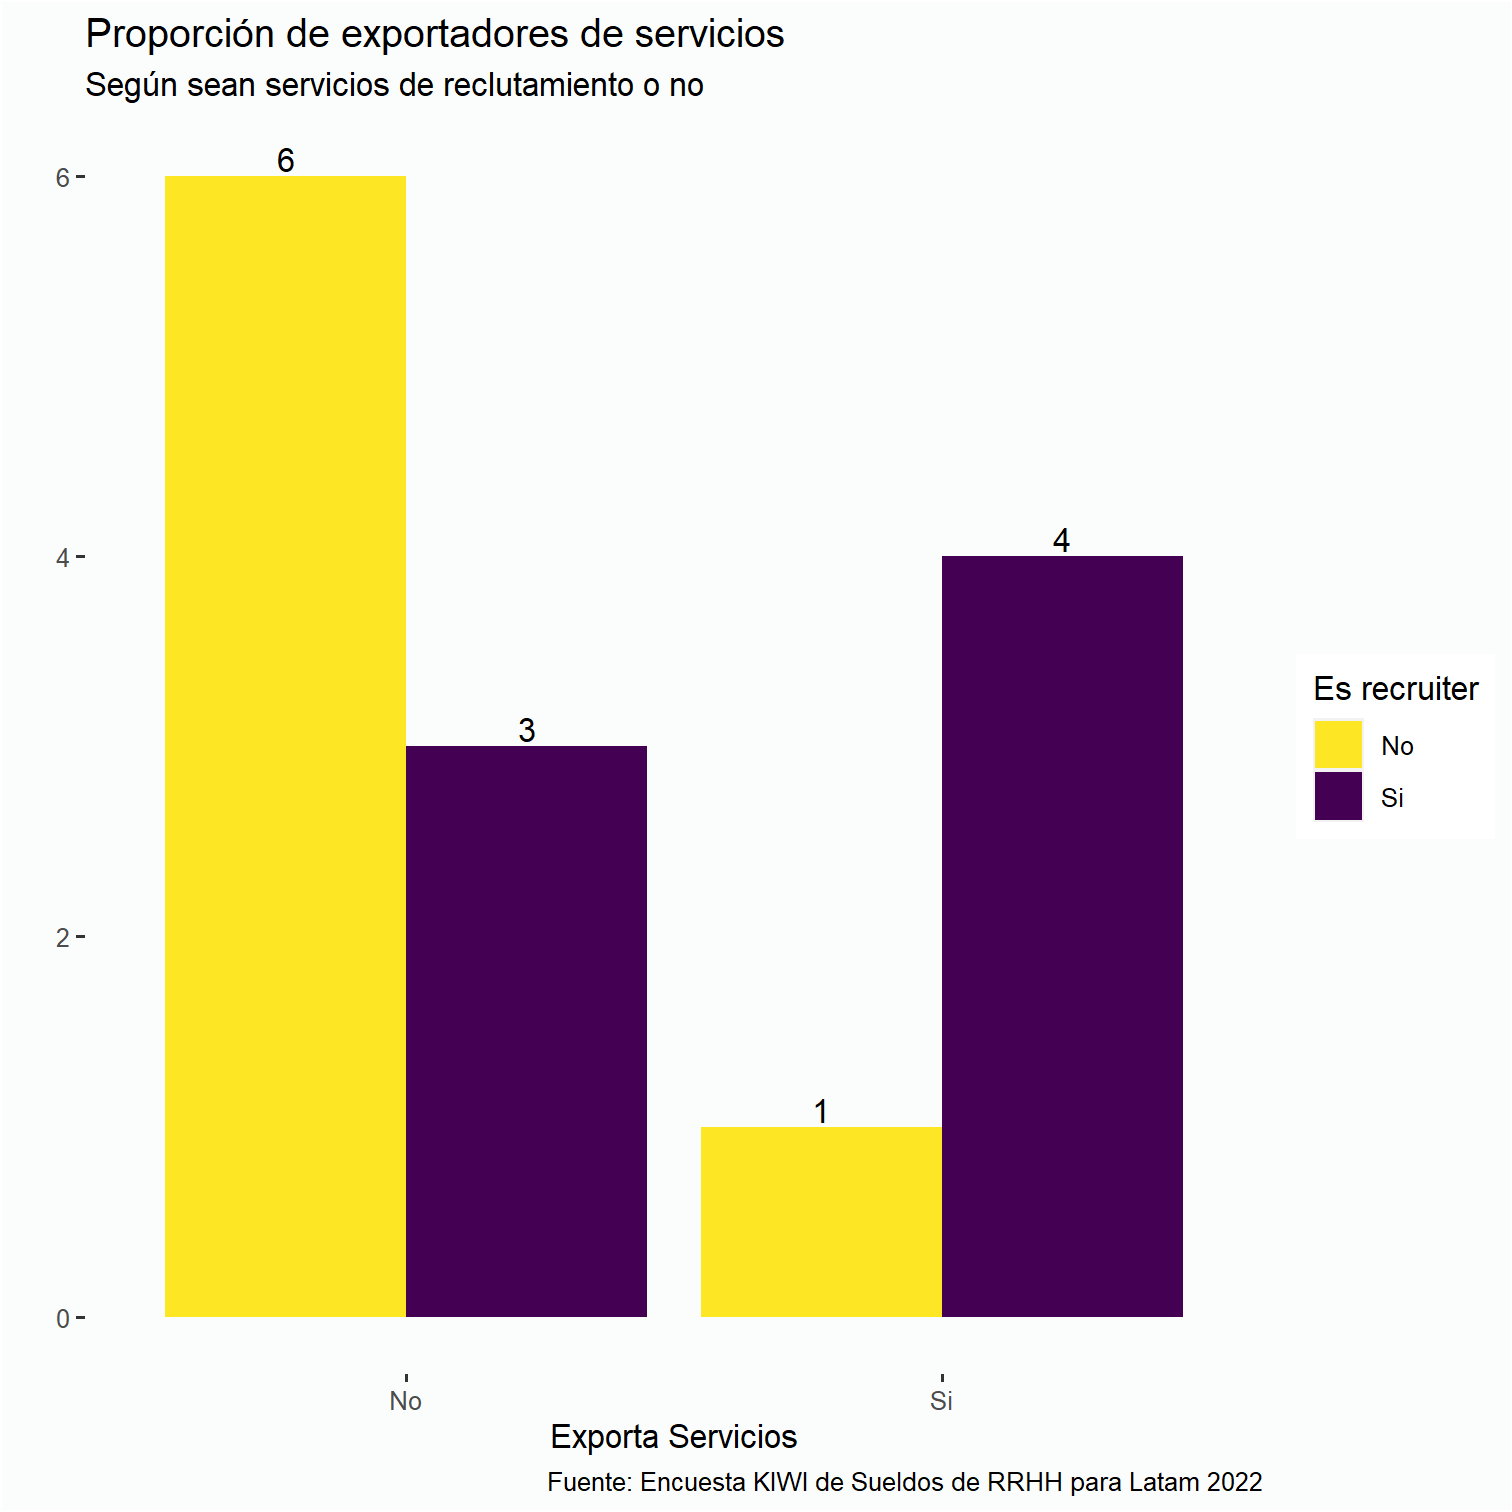 Proporción de exportadores de servicios
Según sean servicios de reclutamiento o no
6
6
4
4
3
2
1
0
No
Si
Exporta Servicios
Fuente: Encuesta KIWI de Sueldos de RRHH para Latam 2022
Es recruiter
No
Si